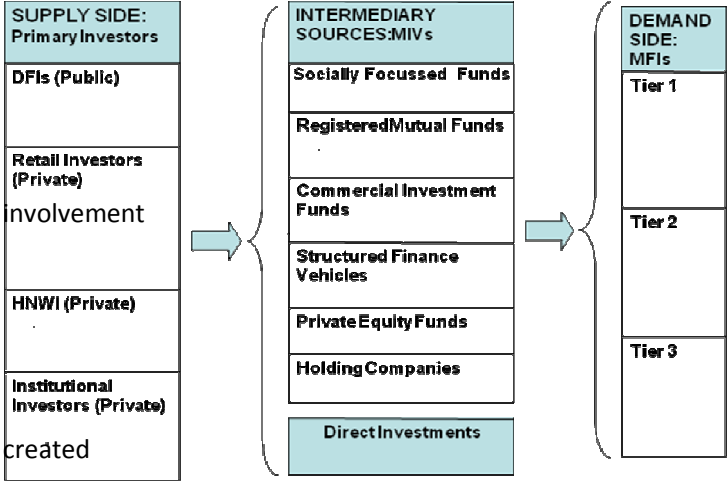 SUPPLY SIDE:
Primary Investors
DFIs (Public)
Retail Investors
(Private)
involvement
HNWI (Private)
Institutional
Investors (Private)
created
INTERMEDIARY
SOURCES:MIVs
Socially Focussed Funds
Registered Mutual Funds
Commercial Investment
Funds
Structured Finance
Vehicles
Private Equity Funds
Holding Companies
Direct Investments
DEMAND
SIDE:
MFIs
Tier 1
Tier 2
Tier 3